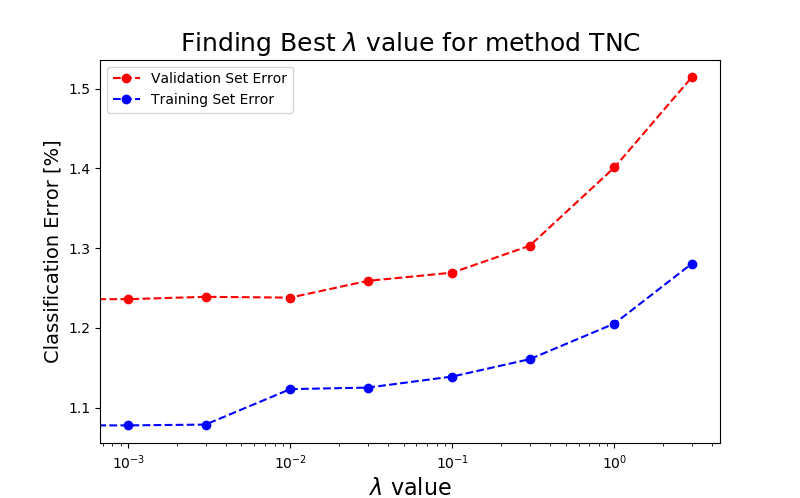 Finding Best λ value for method TNC
Validation Set Error
Training Set Error
Classification Error [%]
1.5
1.4
1.3
1.2
1.1
10⁻³
10⁻²
10⁻¹
10⁰
λ value